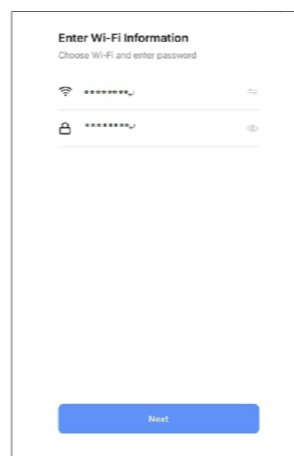 Enter Wi-Fi Information
Choose Wi-Fi and enter password
********
********
Next